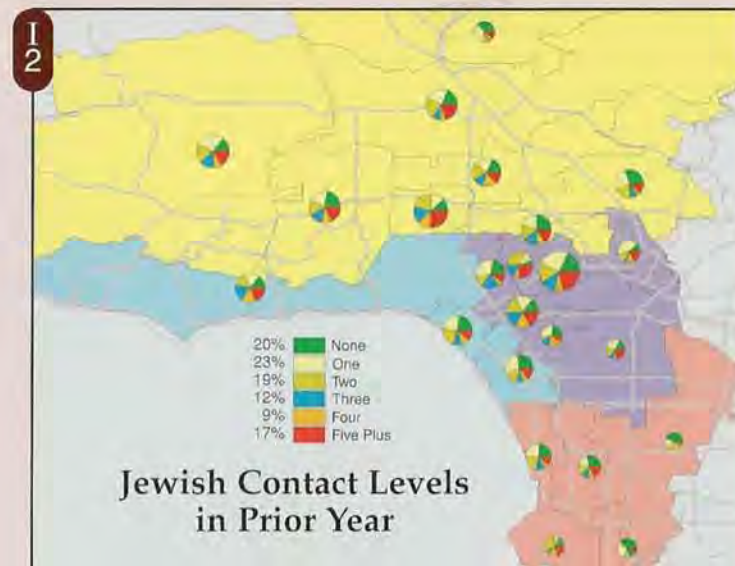 I
2
20% None
23% One
19% Two
12% Three
9% Four
17% Five Plus
Jewish Contact Levels
in Prior Year